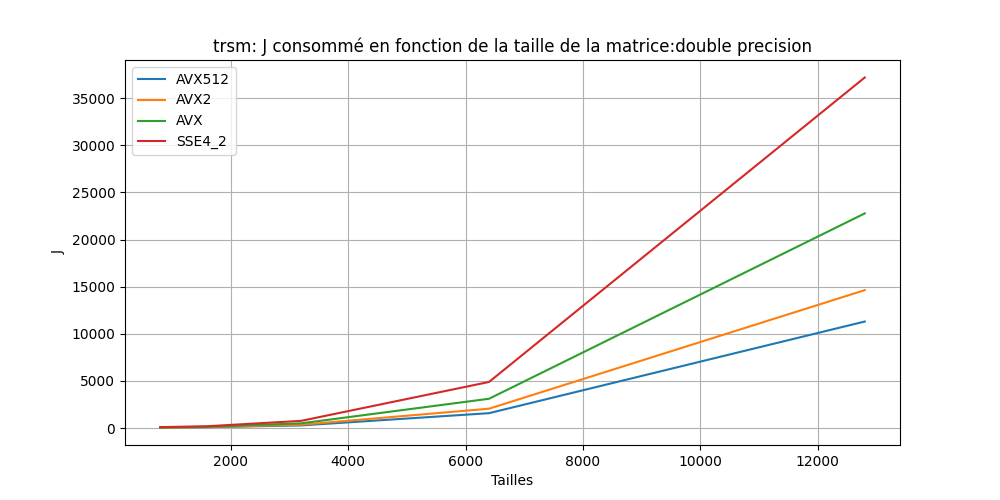 trsm: J consommé en fonction de la taille de la matrice:double precision
AVX512
AVX2
AVX
SSE4_2
35000
30000
25000
20000
15000
10000
5000
0
J
2000 4000 6000 8000 10000 12000
Tailles